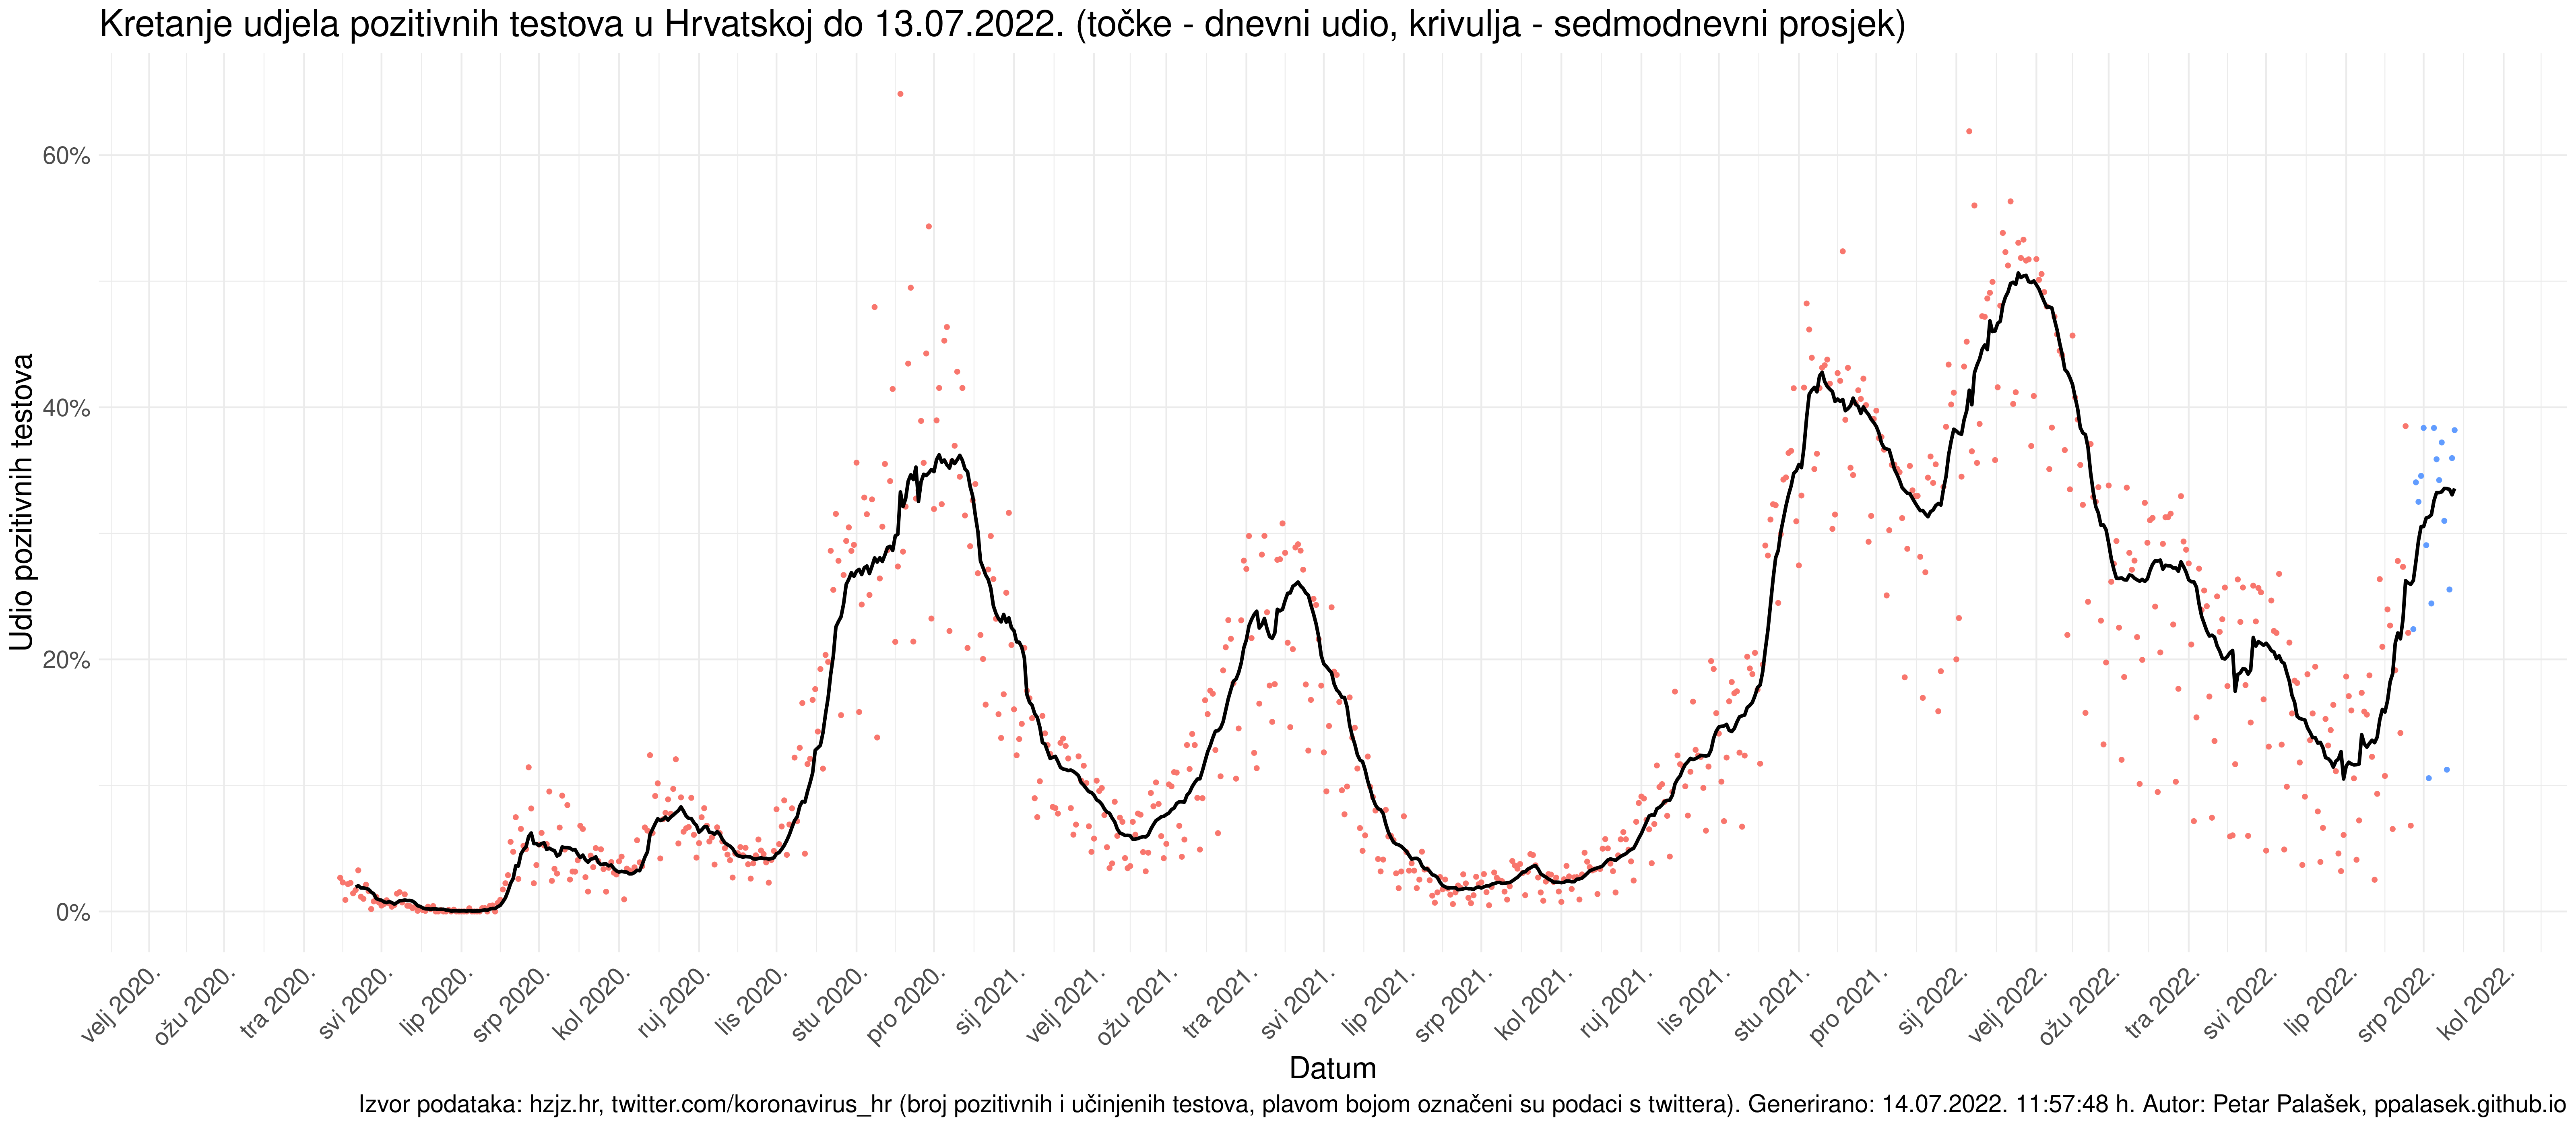 Kretanje udjela pozitivnih testova u Hrvatskoj do 13.07.2022. (točke - dnevni udio, krivulja - sedmodnevni prosjek)
Udio pozitivnih testova
60%
40%
20%
0%
velj 2020.
ožu 2020.
tra 2020.
svi 2020.
lip 2020.
srp 2020.
kol 2020.
ruj 2020.
lis 2020.
stu 2020.
pro 2020.
sij 2021.
velj 2021.
ožu 2021.
tra 2021.
svi 2021.
lip 2021.
srp 2021.
kol 2021.
ruj 2021.
lis 2021.
stu 2021.
pro 2021.
sij 2022.
velj 2022.
ožu 2022.
tra 2022.
svi 2022.
lip 2022.
srp 2022.
kol 2022.
Datum
Izvor podataka: hzjz.hr, twitter.com/koronavirus_hr (broj pozitivnih i učinjenih testova, plavom bojom označeni su podaci s twittera). Generirano: 14.07.2022. 11:57:48 h. Autor: Petar Palašek, ppalasek.github.io